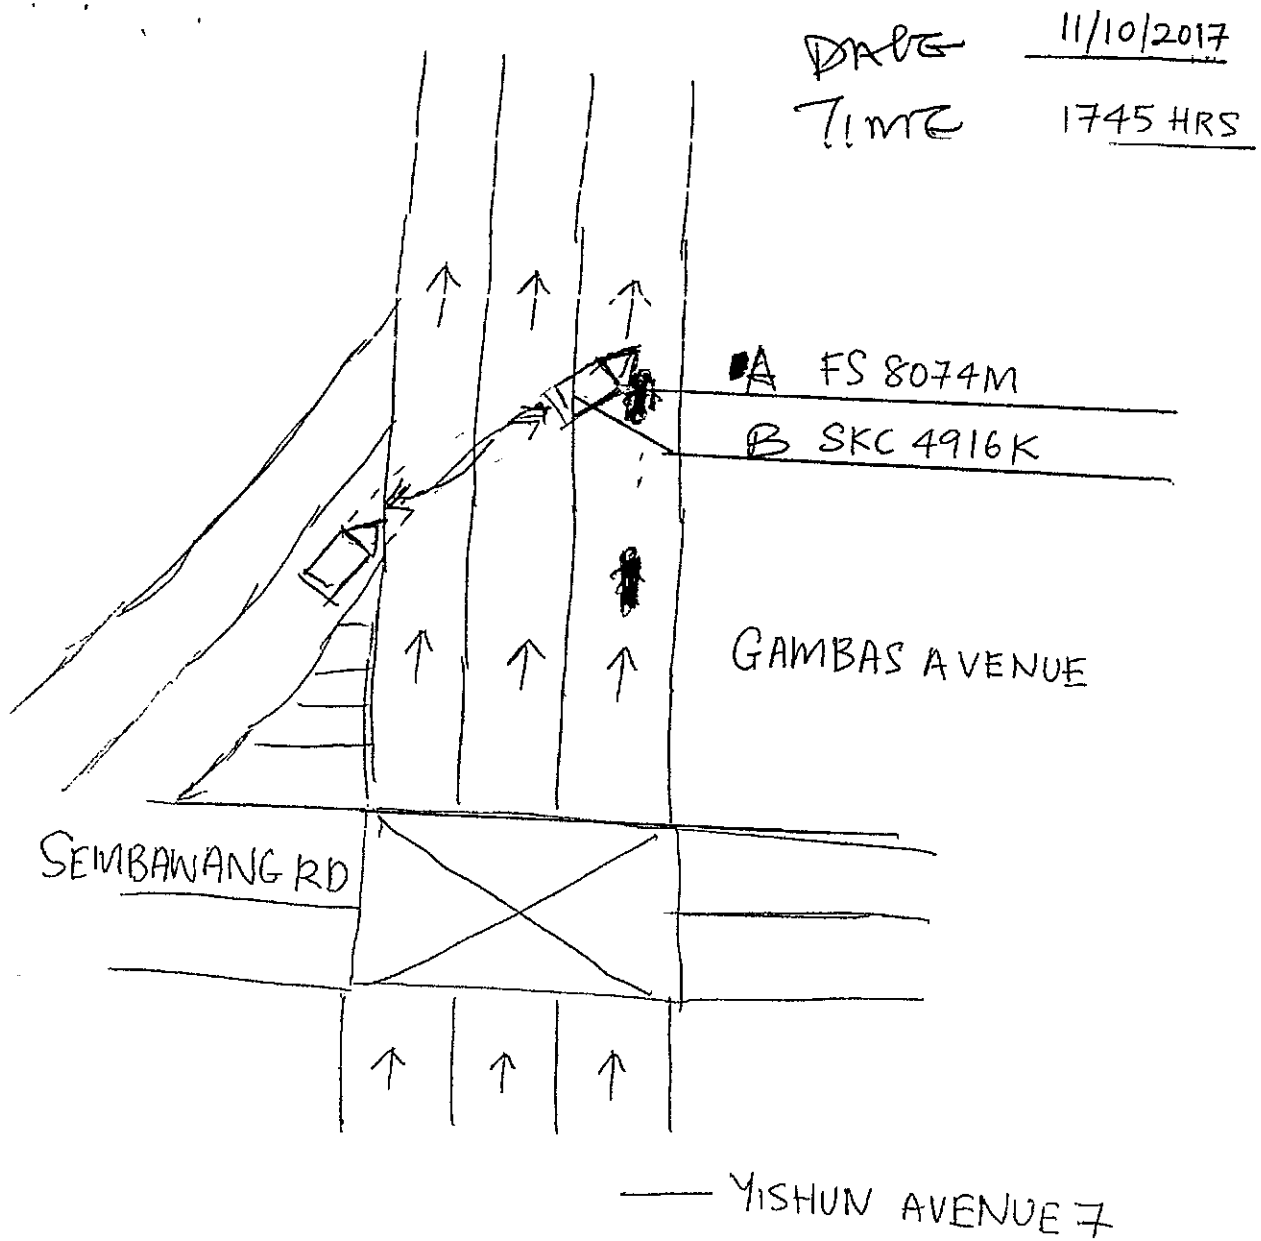 DATE 11/10/2017
TIME 1745 HRS
A FS 8074M
B SKC 4916K
GAMBAS AVENUE
SEMBAWANG RD
YISHUN AVENUE 7